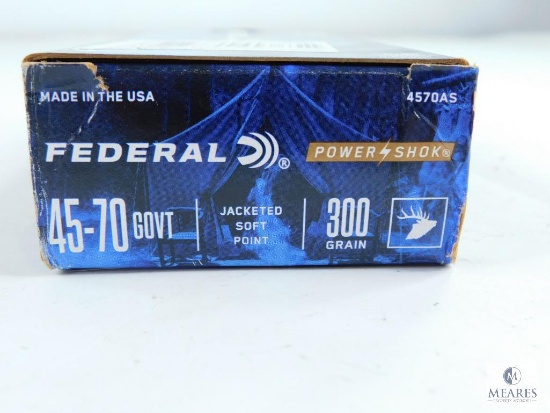 MADE IN THE USA 4570AS
FEDERAL ® POWER SHOK ®
45-70 GOVT JACKETED SOFT POINT 300 GRAIN
MEARES